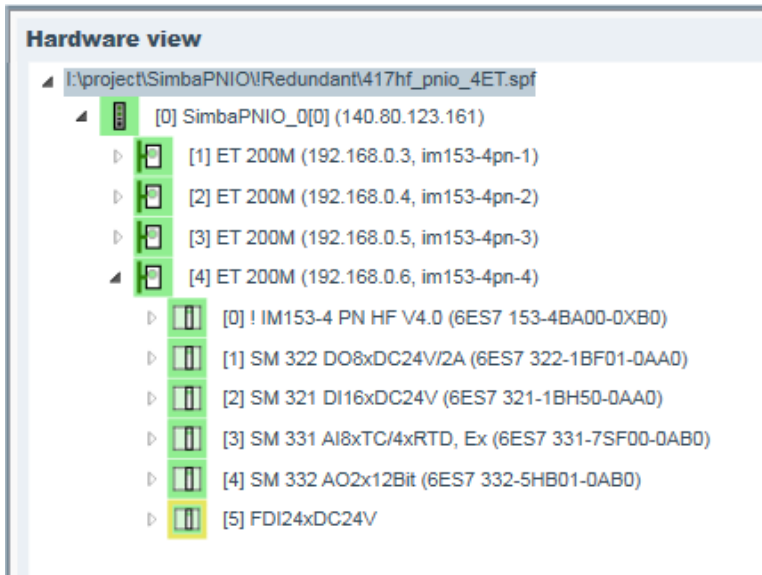 Hardware view
I:\project\SimbaPNIO\!Redundant\417hf_pnio_4ET.spf
[0] SimbaPNIO_0[0] (140.80.123.161)
[1] ET 200M (192.168.0.3, im153-4pn-1)
[2] ET 200M (192.168.0.4, im153-4pn-2)
[3] ET 200M (192.168.0.5, im153-4pn-3)
[4] ET 200M (192.168.0.6, im153-4pn-4)
[0] ! IM153-4 PN HF V4.0 (6ES7 153-4BA00-0XB0)
[1] SM 322 DO8xDC24V/2A (6ES7 322-1BF01-0AA0)
[2] SM 321 DI16xDC24V (6ES7 321-1BH50-0AA0)
[3] SM 331 AI8xTC/4xRTD, Ex (6ES7 331-7SF00-0AB0)
[4] SM 332 AO2x12Bit (6ES7 332-5HB01-0AB0)
[5] FDI24xDC24V